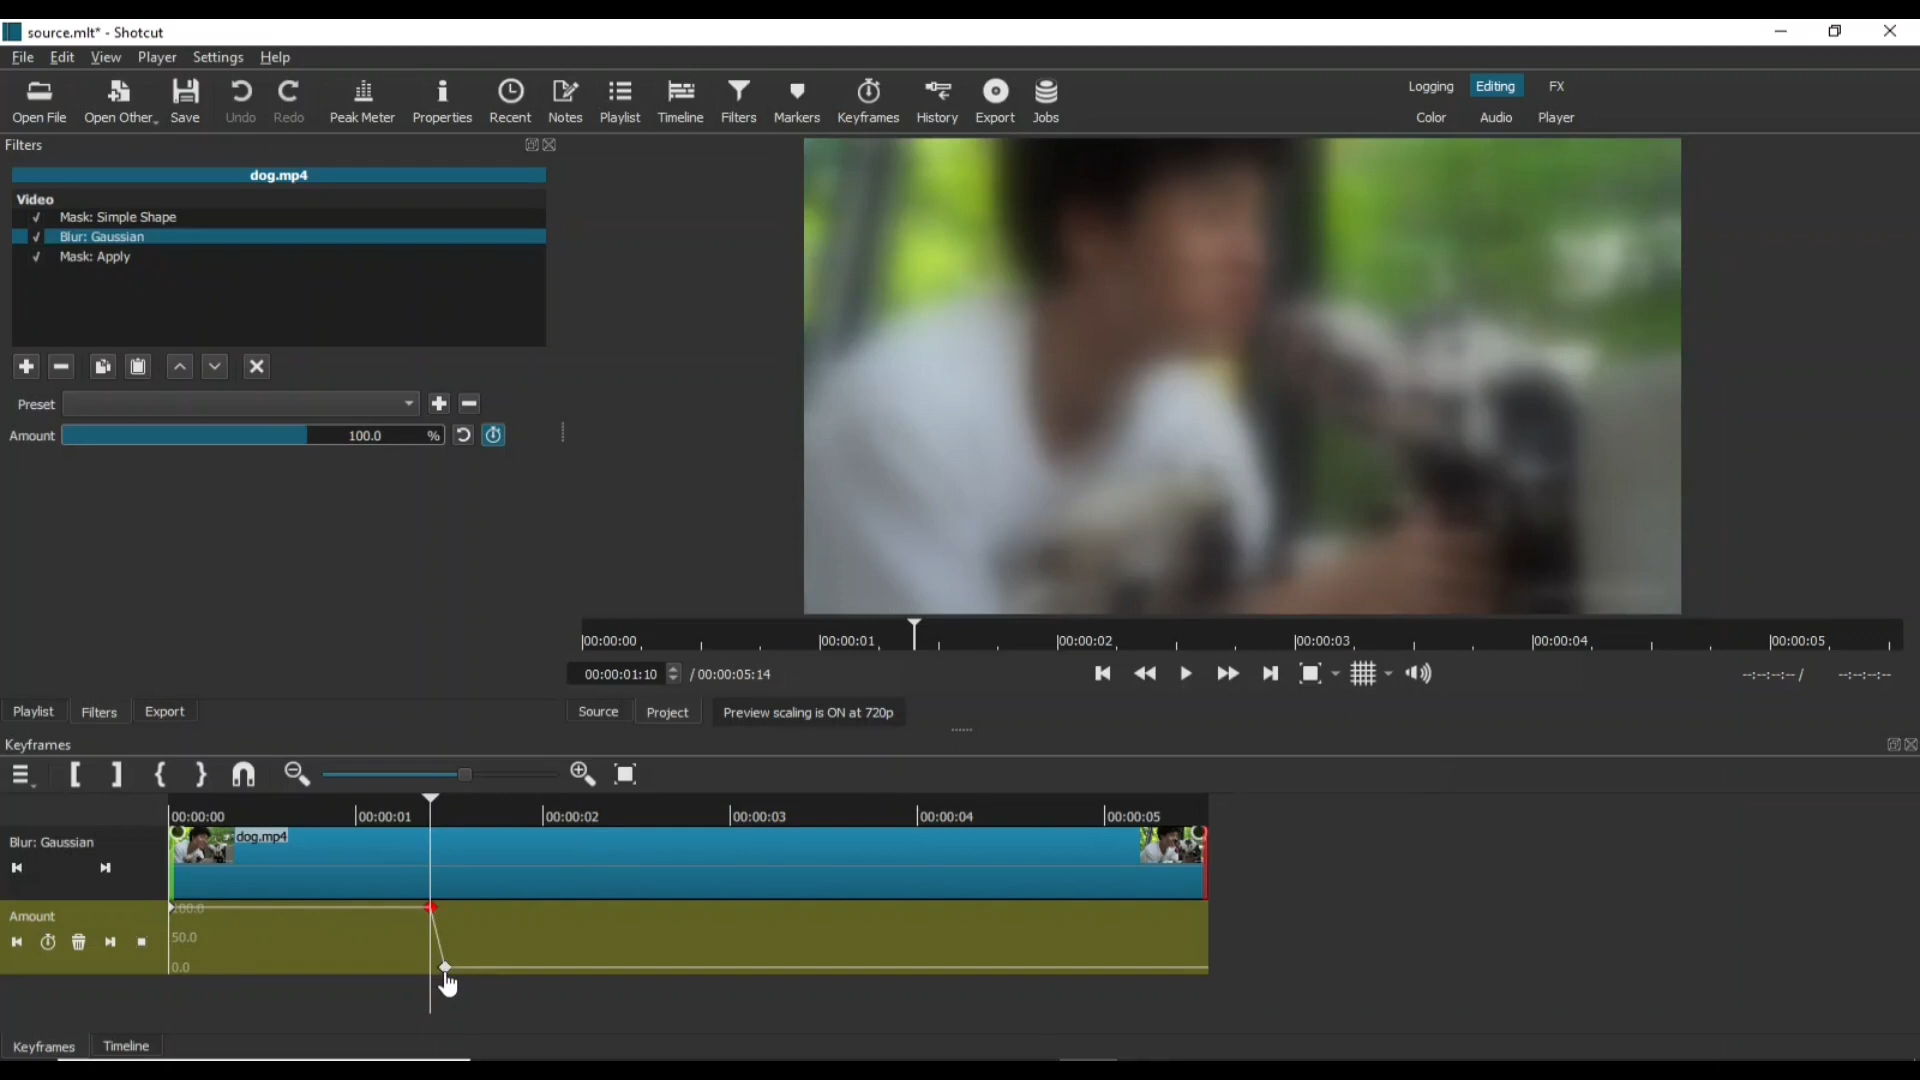 source.mlt* - Shotcut
File Edit View Player Settings Help
Open File Open Other Save Undo Redo Peak Meter Properties Recent Notes Playlist Timeline Filters Markers Keyframes History Export Jobs
Logging Editing FX
Color Audio Player
Filters
dog.mp4
Video
✓ Mask: Simple Shape
✓ Blur: Gaussian
✓ Mask: Apply
Preset
Amount 100.0 %
00:00:00 00:00:01 00:00:02 00:00:03 00:00:04 00:00:05
00:00:01:10 / 00:00:05:14 --:--:--:-- / --:--:--:--
Playlist Filters Export
Source Project Preview scaling is ON at 720p
Keyframes
00:00:00 00:00:01 00:00:02 00:00:03 00:00:04 00:00:05
Blur: Gaussian
dog.mp4
Amount
100.0
50.0
0.0
Keyframes Timeline